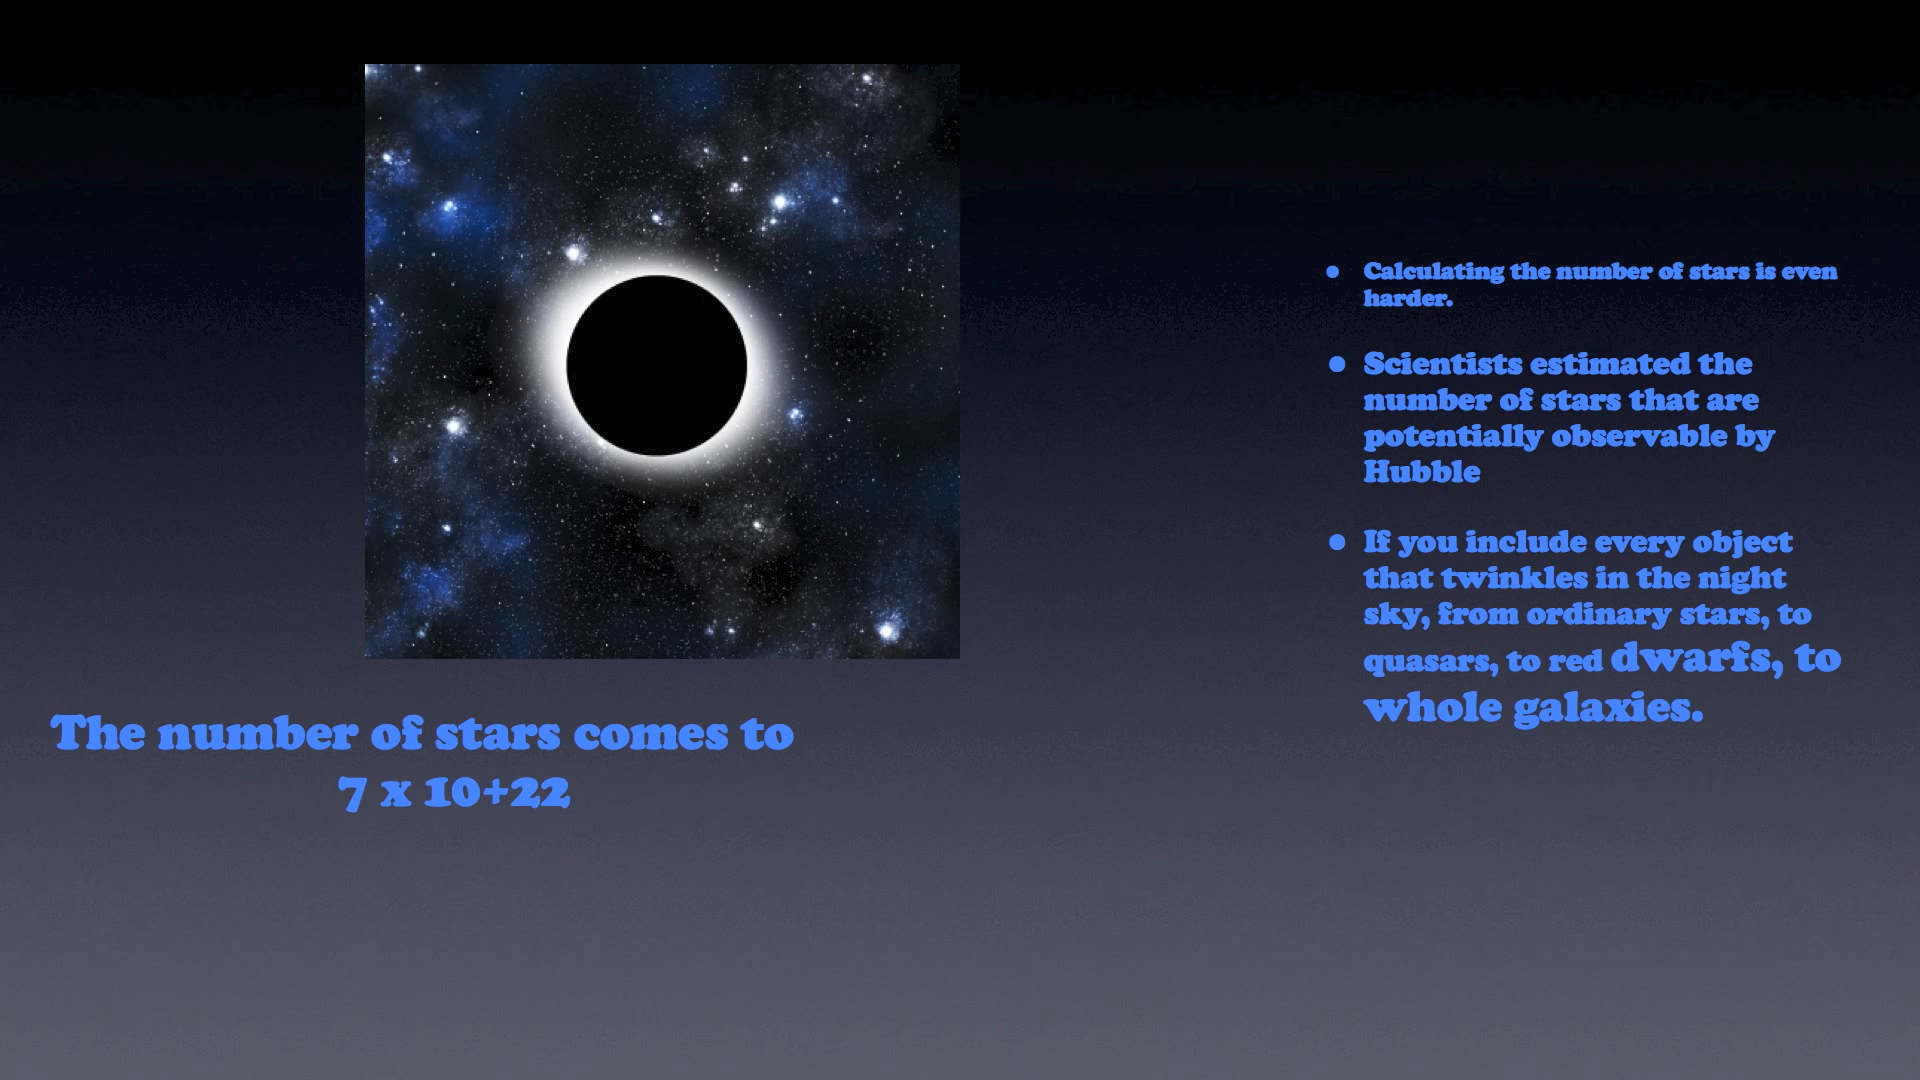 The number of stars comes to
7 x 10+22
• Calculating the number of stars is even
harder.
• Scientists estimated the
number of stars that are
potentially observable by
Hubble
• If you include every object
that twinkles in the night
sky, from ordinary stars, to
quasars, to red dwarfs, to
whole galaxies.